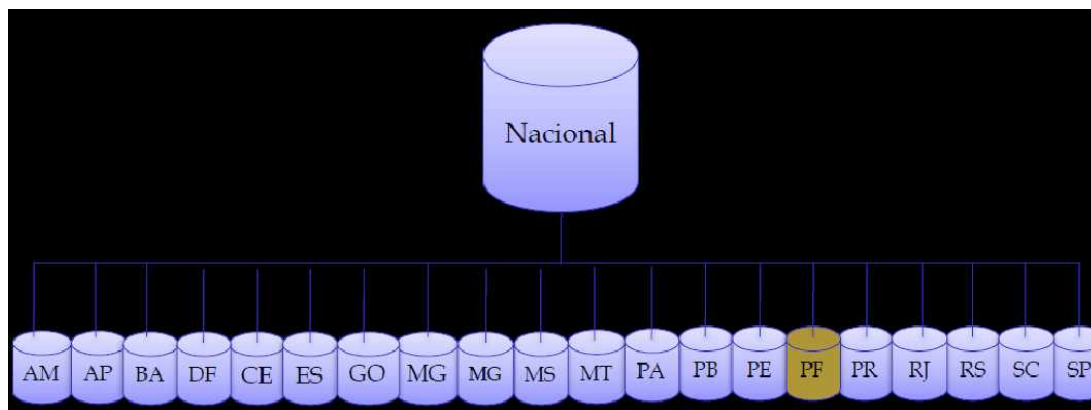 Nacional
AM AP BA DF CE ES GO MG MG MS MT PA PB PE PF PR RJ RS SC SP